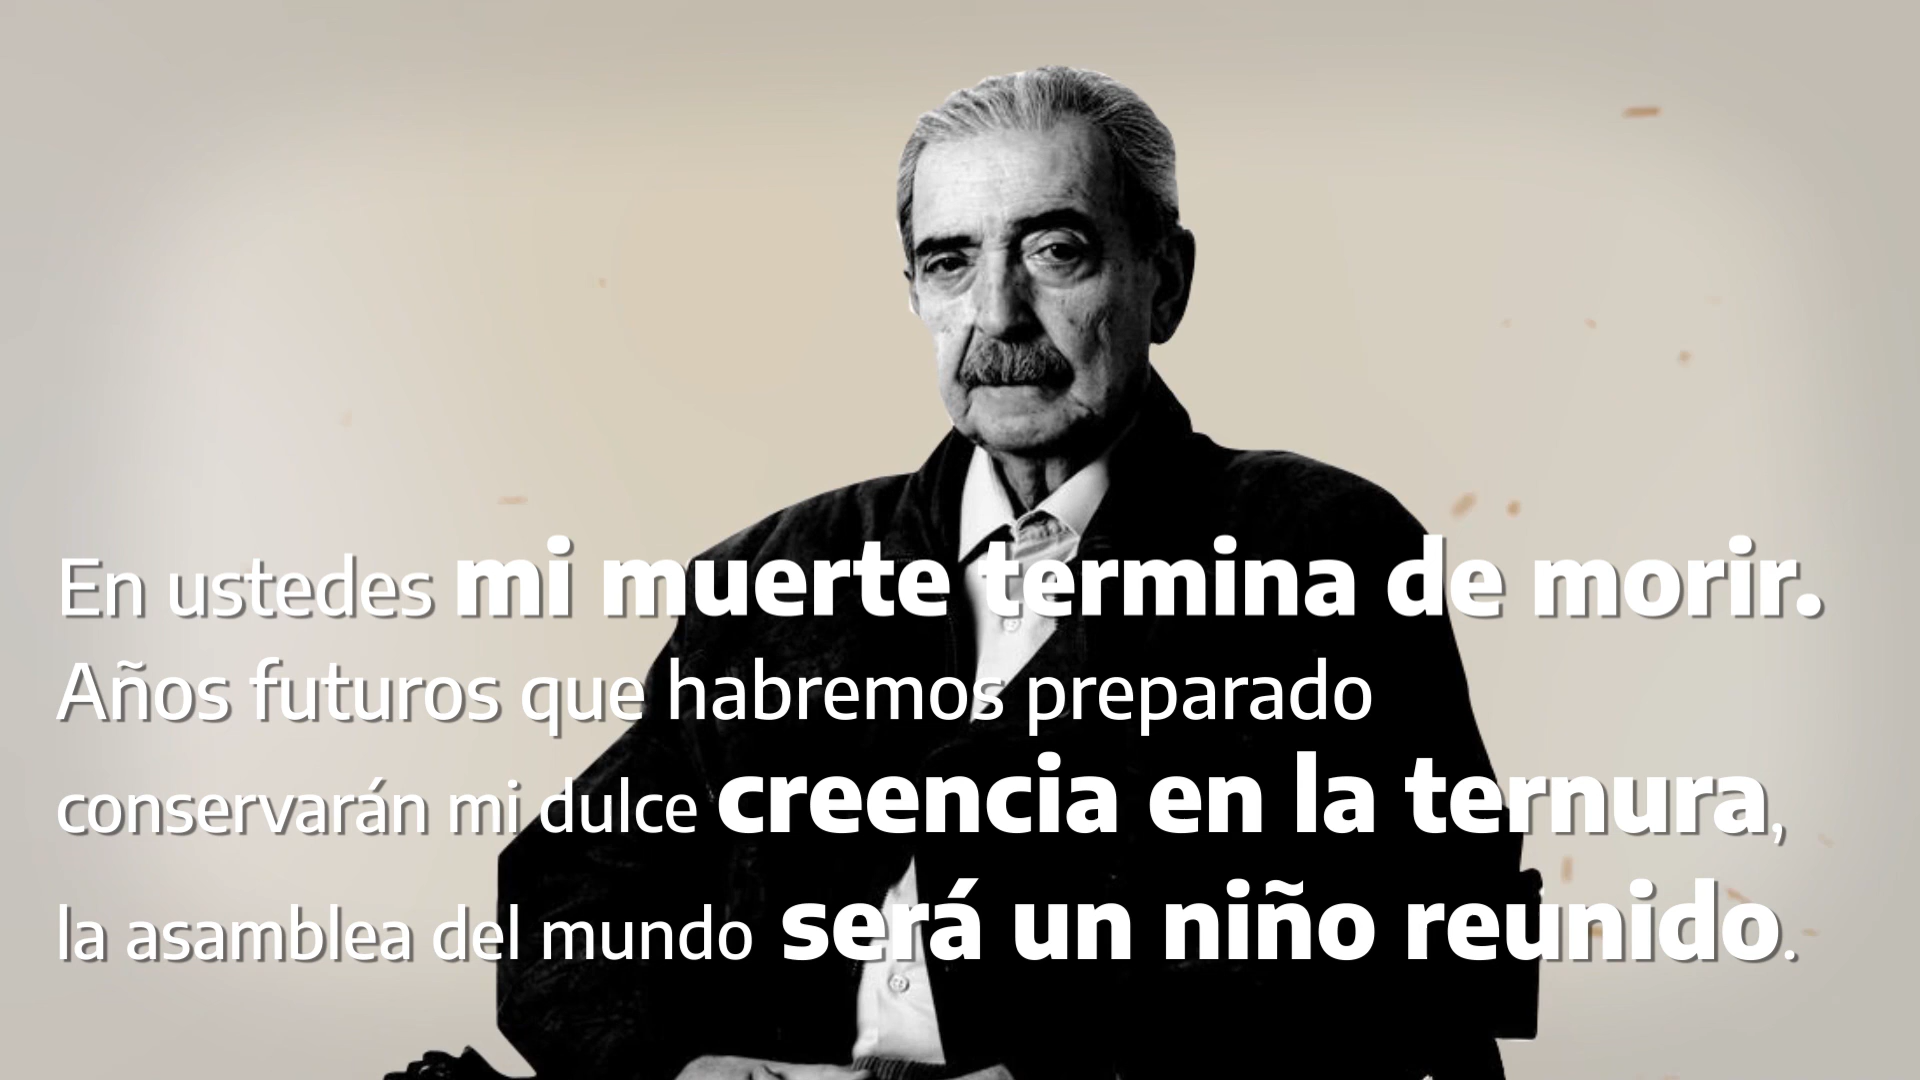 En ustedes mi muerte termina de morir.
Años futuros que habremos preparado
conservarán mi dulce creencia en la ternura,
la asamblea del mundo será un niño reunido.